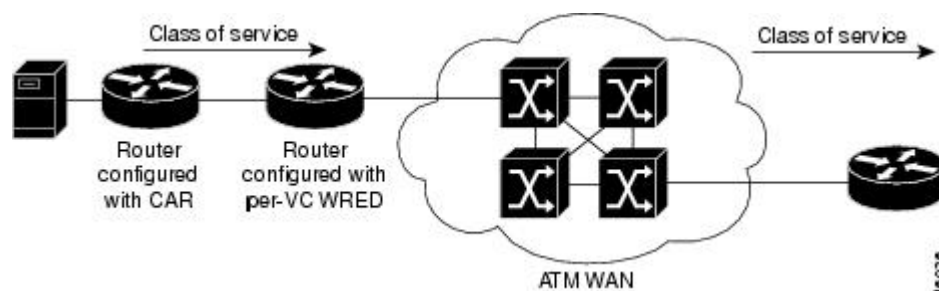 Class of service
Class of service
Router
configured
with CAR
Router
configured with
per-VC WRED
ATM WAN